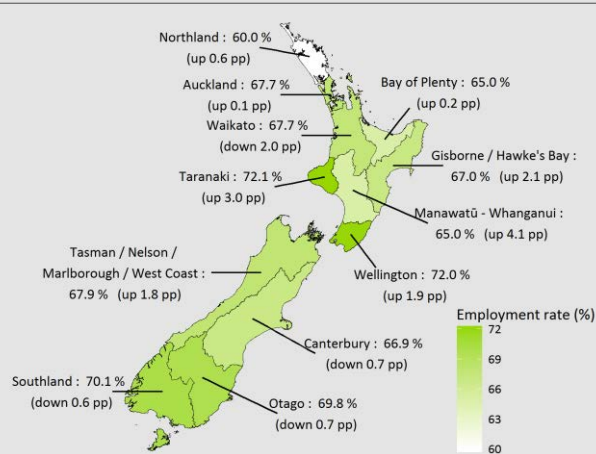 Northland : 60.0 %
(up 0.6 pp)
Auckland : 67.7 %
(up 0.1 pp)
Bay of Plenty : 65.0 %
(up 0.2 pp)
Waikato : 67.7 %
(down 2.0 pp)
Gisborne / Hawke's Bay :
67.0 % (up 2.1 pp)
Taranaki : 72.1 %
(up 3.0 pp)
Manawatū - Whanganui :
65.0 % (up 4.1 pp)
Tasman / Nelson /
Marlborough / West Coast :
67.9 % (up 1.8 pp)
Wellington : 72.0 %
(up 1.9 pp)
Canterbury : 66.9 %
(down 0.7 pp)
Southland : 70.1 %
(down 0.6 pp)
Otago : 69.8 %
(down 0.7 pp)
Employment rate (%)
72
69
66
63
60